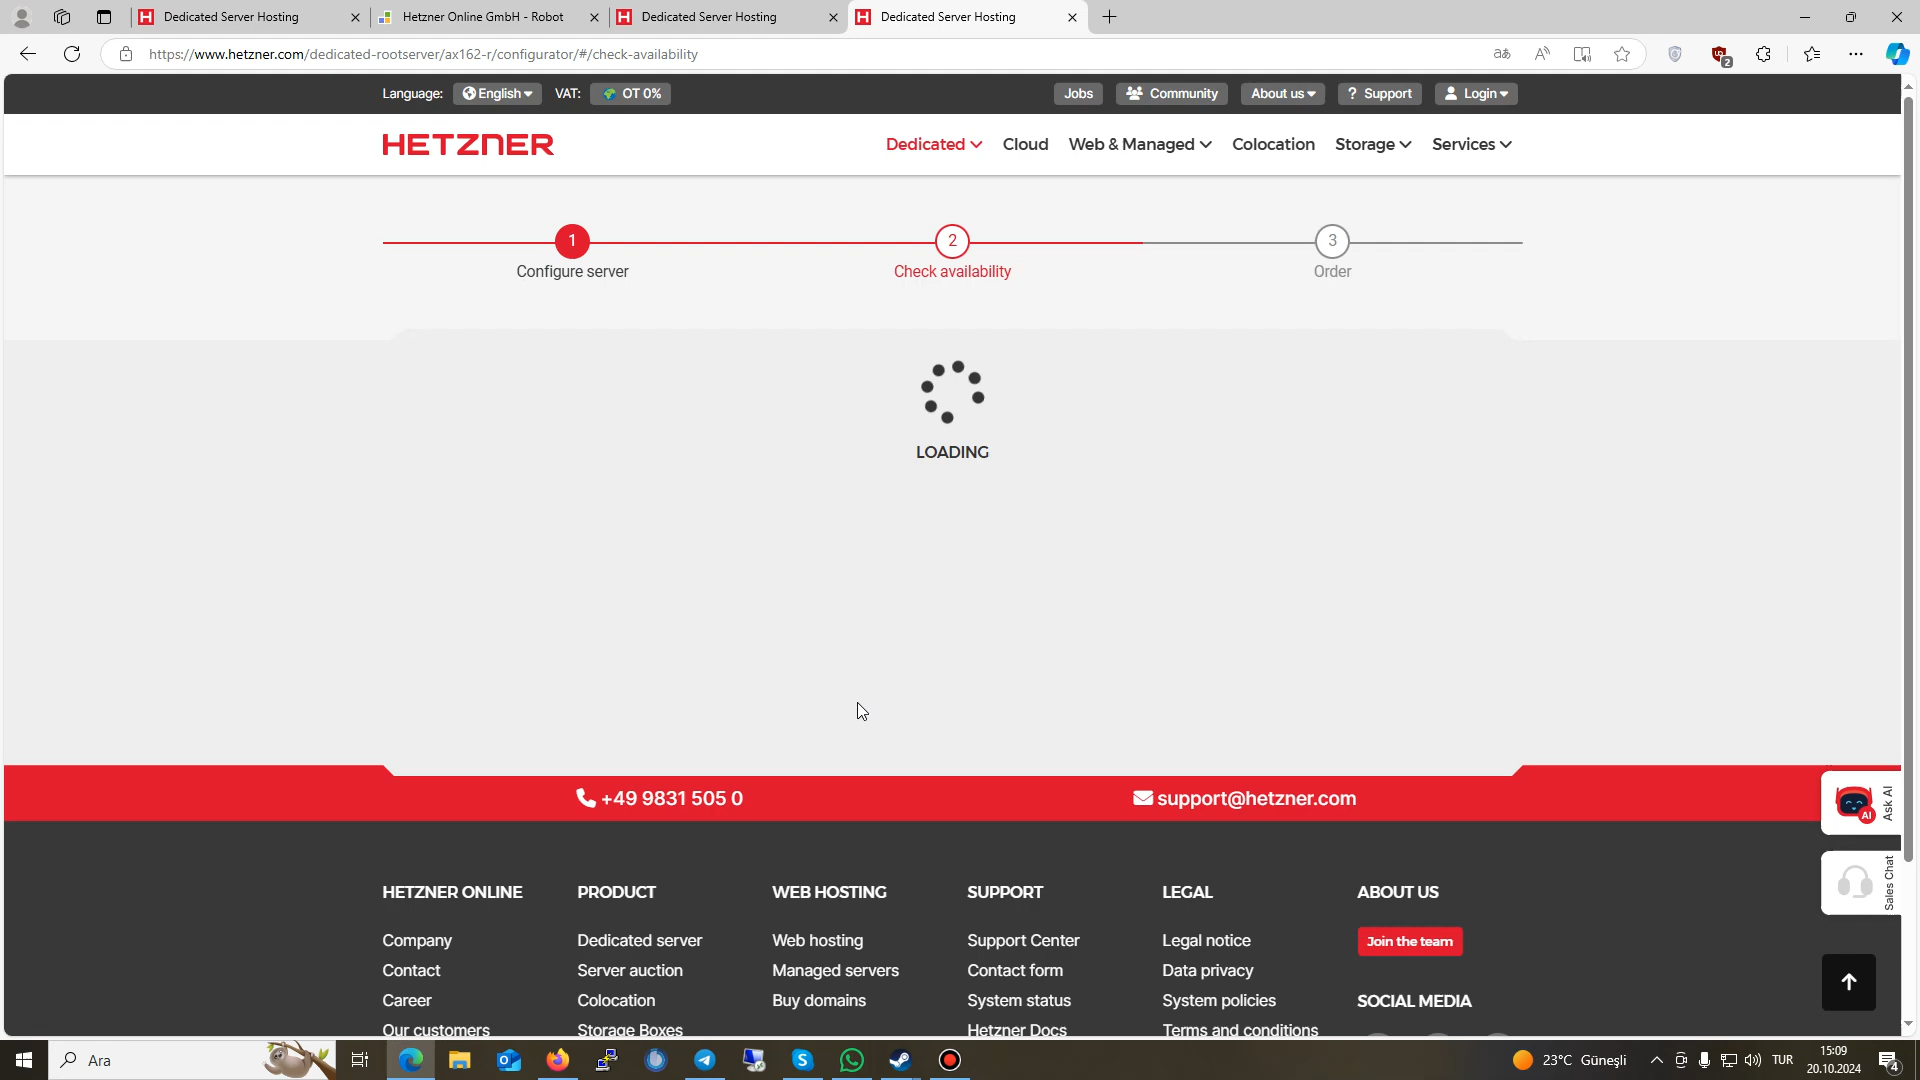 Dedicated Server Hosting
Hetzner Online GmbH - Robot
Dedicated Server Hosting
Dedicated Server Hosting
https://www.hetzner.com/dedicated-rootserver/ax162-r/configurator/#/check-availability
2
Language:
English
VAT:
OT 0%
Jobs
Community
About us
? Support
Login
HETZNER
Dedicated
Cloud
Web & Managed
Colocation
Storage
Services
1
2
3
Configure server
Check availability
Order
LOADING
+49 9831 505 0
support@hetzner.com
AI
Ask AI
Sales Chat
HETZNER ONLINE
PRODUCT
WEB HOSTING
SUPPORT
LEGAL
ABOUT US
Company
Dedicated server
Web hosting
Support Center
Legal notice
Join the team
Contact
Server auction
Managed servers
Contact form
Data privacy
Career
Colocation
Buy domains
System status
System policies
SOCIAL MEDIA
Our customers
Storage Boxes
Hetzner Docs
Terms and conditions
Ara
23°C Güneşli
TUR
15:09
20.10.2024
4